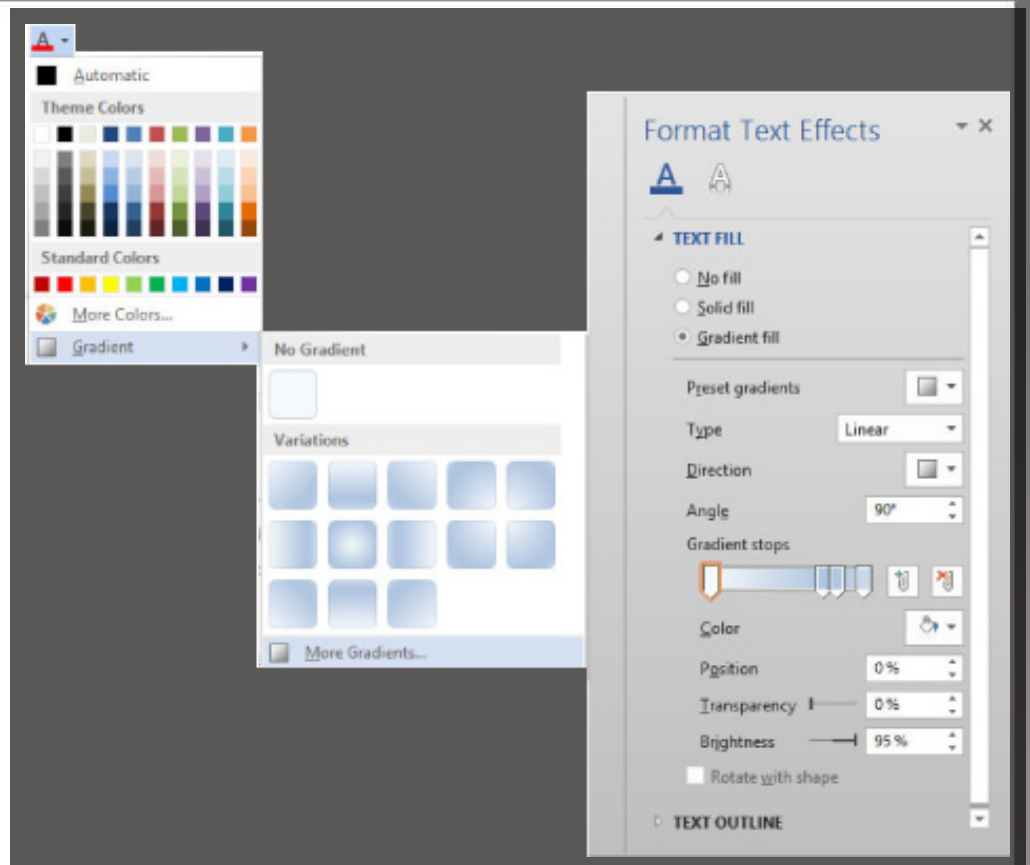 A
Automatic
Theme Colors
Standard Colors
More Colors...
Gradient
No Gradient
Variations
More Gradients...
Format Text Effects
A A
TEXT FILL
No fill
Solid fill
Gradient fill
Preset gradients
Type Linear
Direction
Angle 90°
Gradient stops
Color
Position 0%
Transparency 0%
Brightness 95%
Rotate with shape
TEXT OUTLINE